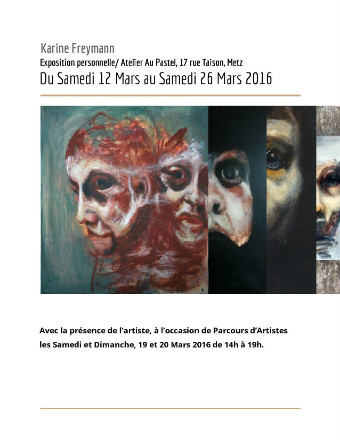 Karine Freymann
Exposition personnelle/ Atelier Au Pastel, 17 rue Taison, Metz
Du Samedi 12 Mars au Samedi 26 Mars 2016
Avec la présence de l'artiste, à l'occasion de Parcours d'Artistes
les Samedi et Dimanche, 19 et 20 Mars 2016 de 14h à 19h.